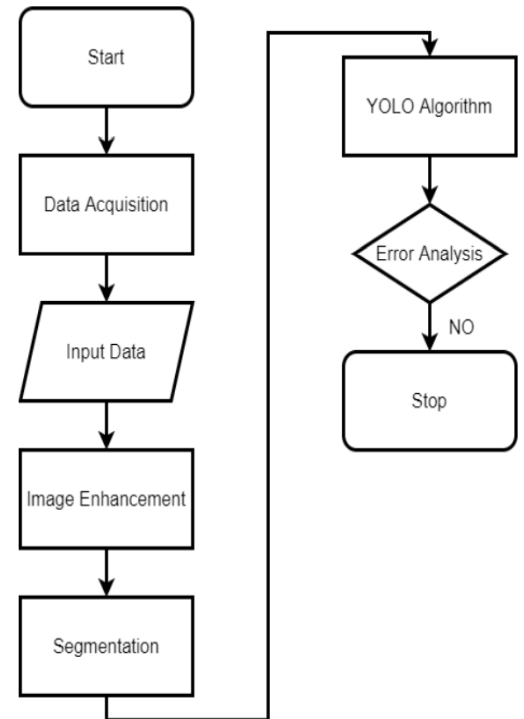 Start
Data Acquisition
Input Data
Image Enhancement
Segmentation
YOLO Algorithm
Error Analysis
NO
Stop